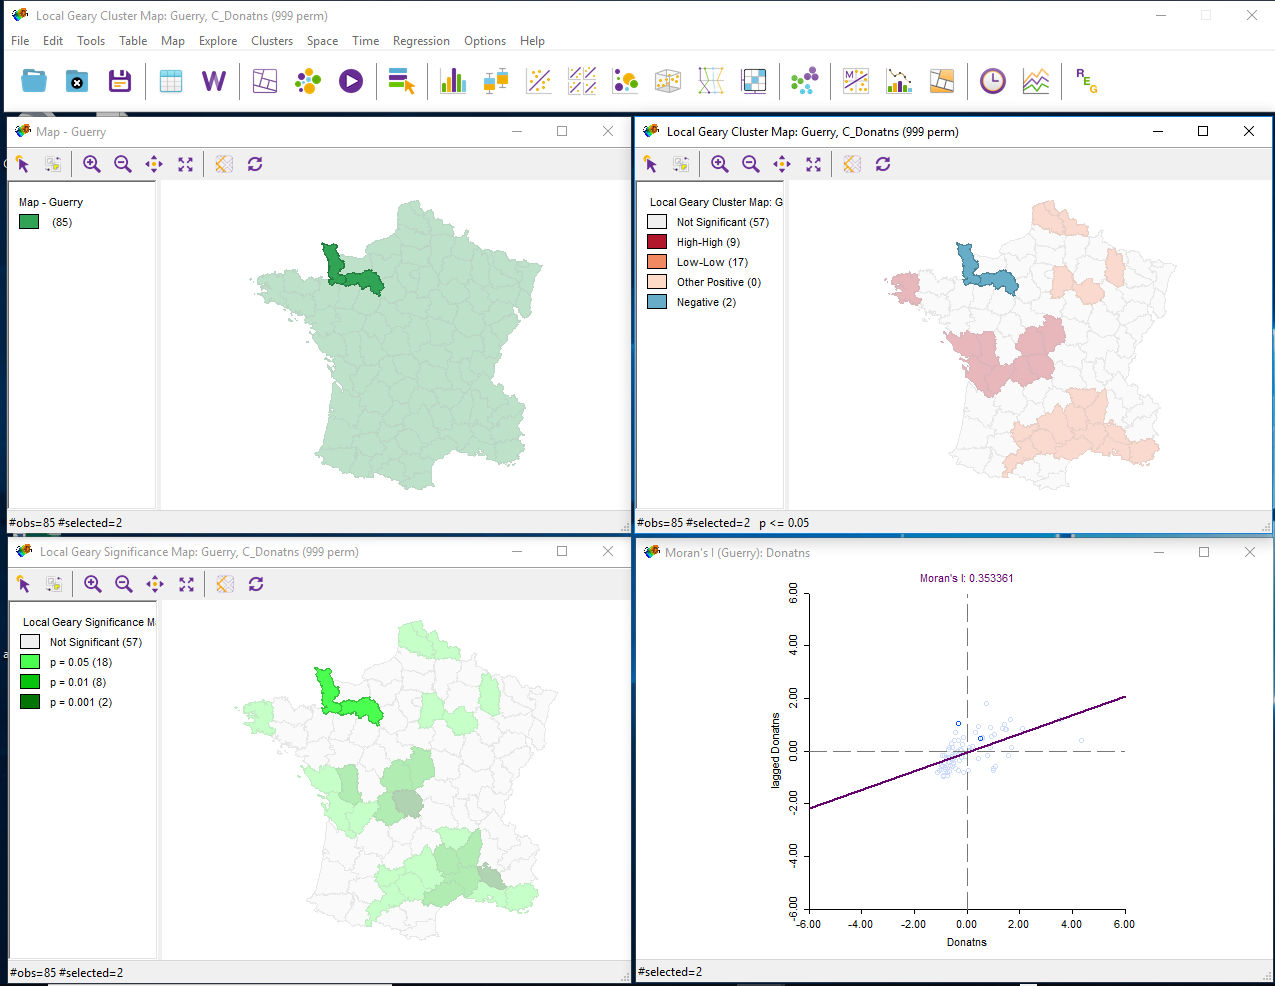 Local Geary Cluster Map: Guerry, C_Donatns (999 perm)
File Edit Tools Table Map Explore Clusters Space Time Regression Options Help
W
M
R
E
G
Map - Guerry
Map - Guerry
(85)
#obs=85 #selected=2
Local Geary Cluster Map: Guerry, C_Donatns (999 perm)
Local Geary Cluster Map: G
Not Significant (57)
High-High (9)
Low-Low (17)
Other Positive (0)
Negative (2)
#obs=85 #selected=2 p <= 0.05
Local Geary Significance Map: Guerry, C_Donatns (999 perm)
Local Geary Significance M
Not Significant (57)
p = 0.05 (18)
p = 0.01 (8)
p = 0.001 (2)
#obs=85 #selected=2
Moran's I (Guerry): Donatns
Moran's I: 0.353361
lagged Donatns
6.00
4.00
2.00
0.00
-2.00
-4.00
-6.00
-6.00 -4.00 -2.00 0.00 2.00 4.00 6.00
Donatns
#selected=2